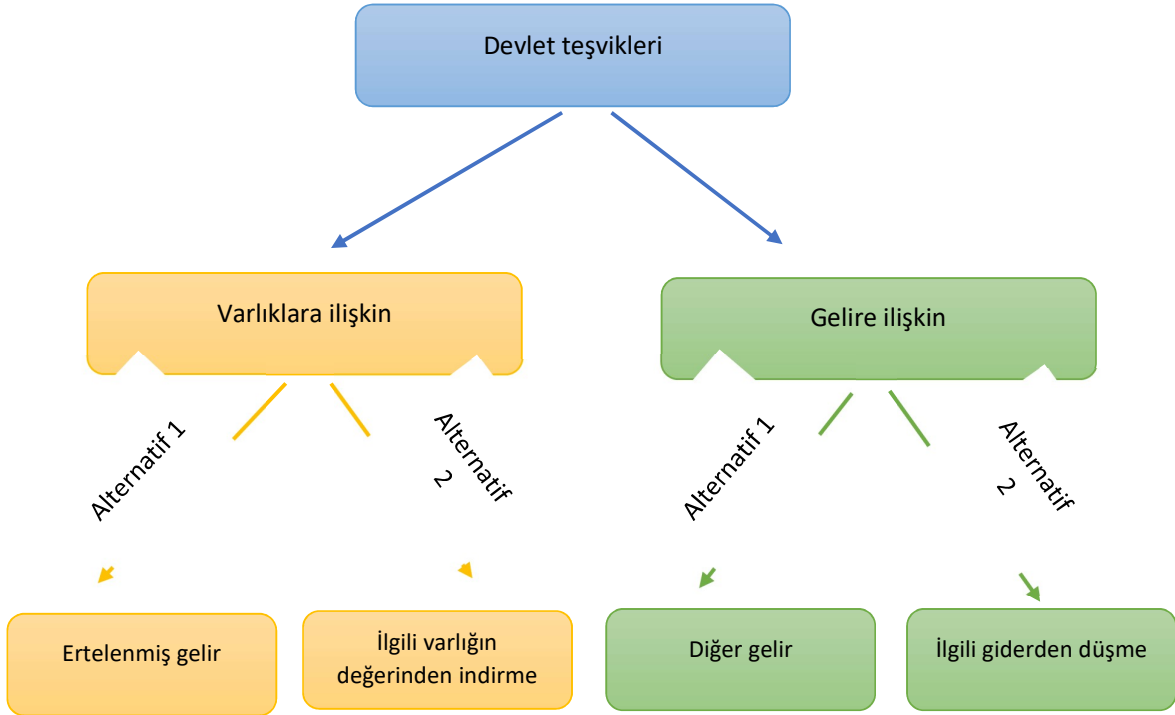 Devlet teşvikleri
Varlıklara ilişkin
Gelire ilişkin
Alternatif 1
Alternatif
2
Alternatif 1
Alternatif
2
Ertelenmiş gelir
İlgili varlığın
değerinden indirme
Diğer gelir
İlgili giderden düşme